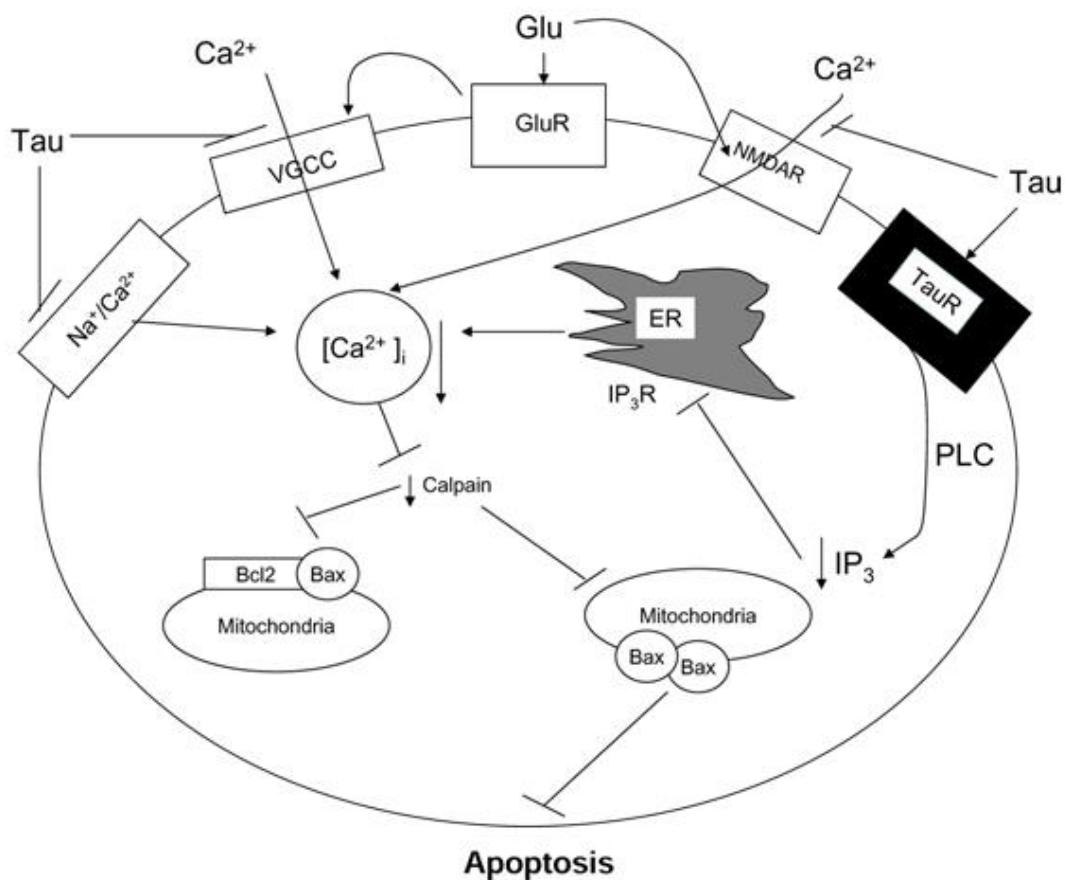 Glu
Ca²⁺
Ca²⁺
GluR
Tau
VGCC
NMDAR
Tau
Na⁺/Ca²⁺
TauR
ER
[Ca²⁺ ]ᵢ
IP₃R
PLC
Calpain
IP₃
Bcl2
Bax
Mitochondria
Mitochondria
Bax
Bax
Apoptosis